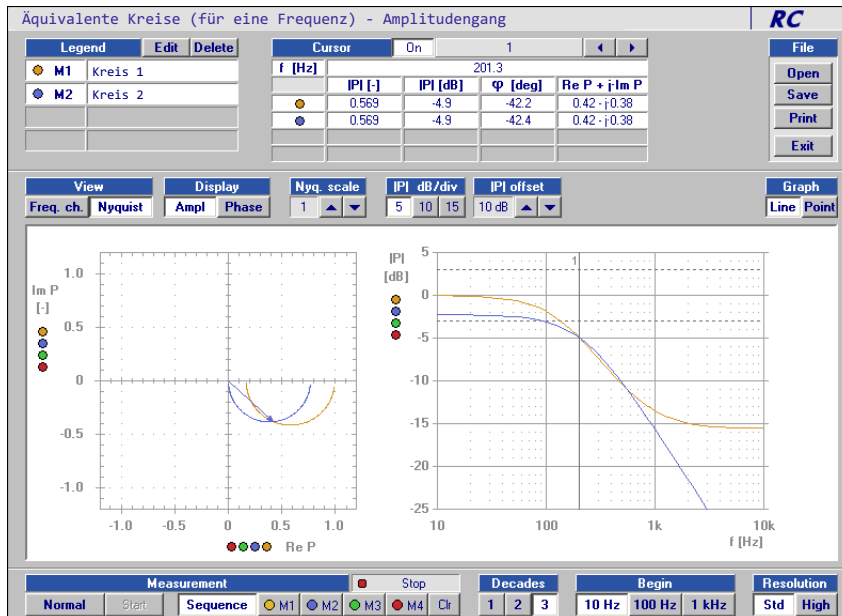 Äquivalente Kreise (für eine Frequenz) - Amplitudengang RC
Legend Edit Delete
M1 Kreis 1
M2 Kreis 2
Cursor On 1
f [Hz] 201.3
|P| [-] |P| [dB] φ [deg] Re P + j·Im P
0.569 -4.9 -42.2 0.42 - j·0.38
0.569 -4.9 -42.4 0.42 - j·0.38
File
Open
Save
Print
Exit
View
Freq. ch. Nyquist
Display
Ampl Phase
Nyq. scale
1
|P| dB/div
5 10 15
|P| offset
10 dB
Graph
Line Point
Im P
[-]
1.0
0.5
0
-0.5
-1.0
-1.0 -0.5 0 0.5 1.0
Re P
|P|
[dB]
1
5
0
-5
-10
-15
-20
-25
10 100 1k 10k
f [Hz]
Measurement Stop
Normal Start Sequence M1 M2 M3 M4 Clr
Decades
1 2 3
Begin
10 Hz 100 Hz 1 kHz
Resolution
Std High